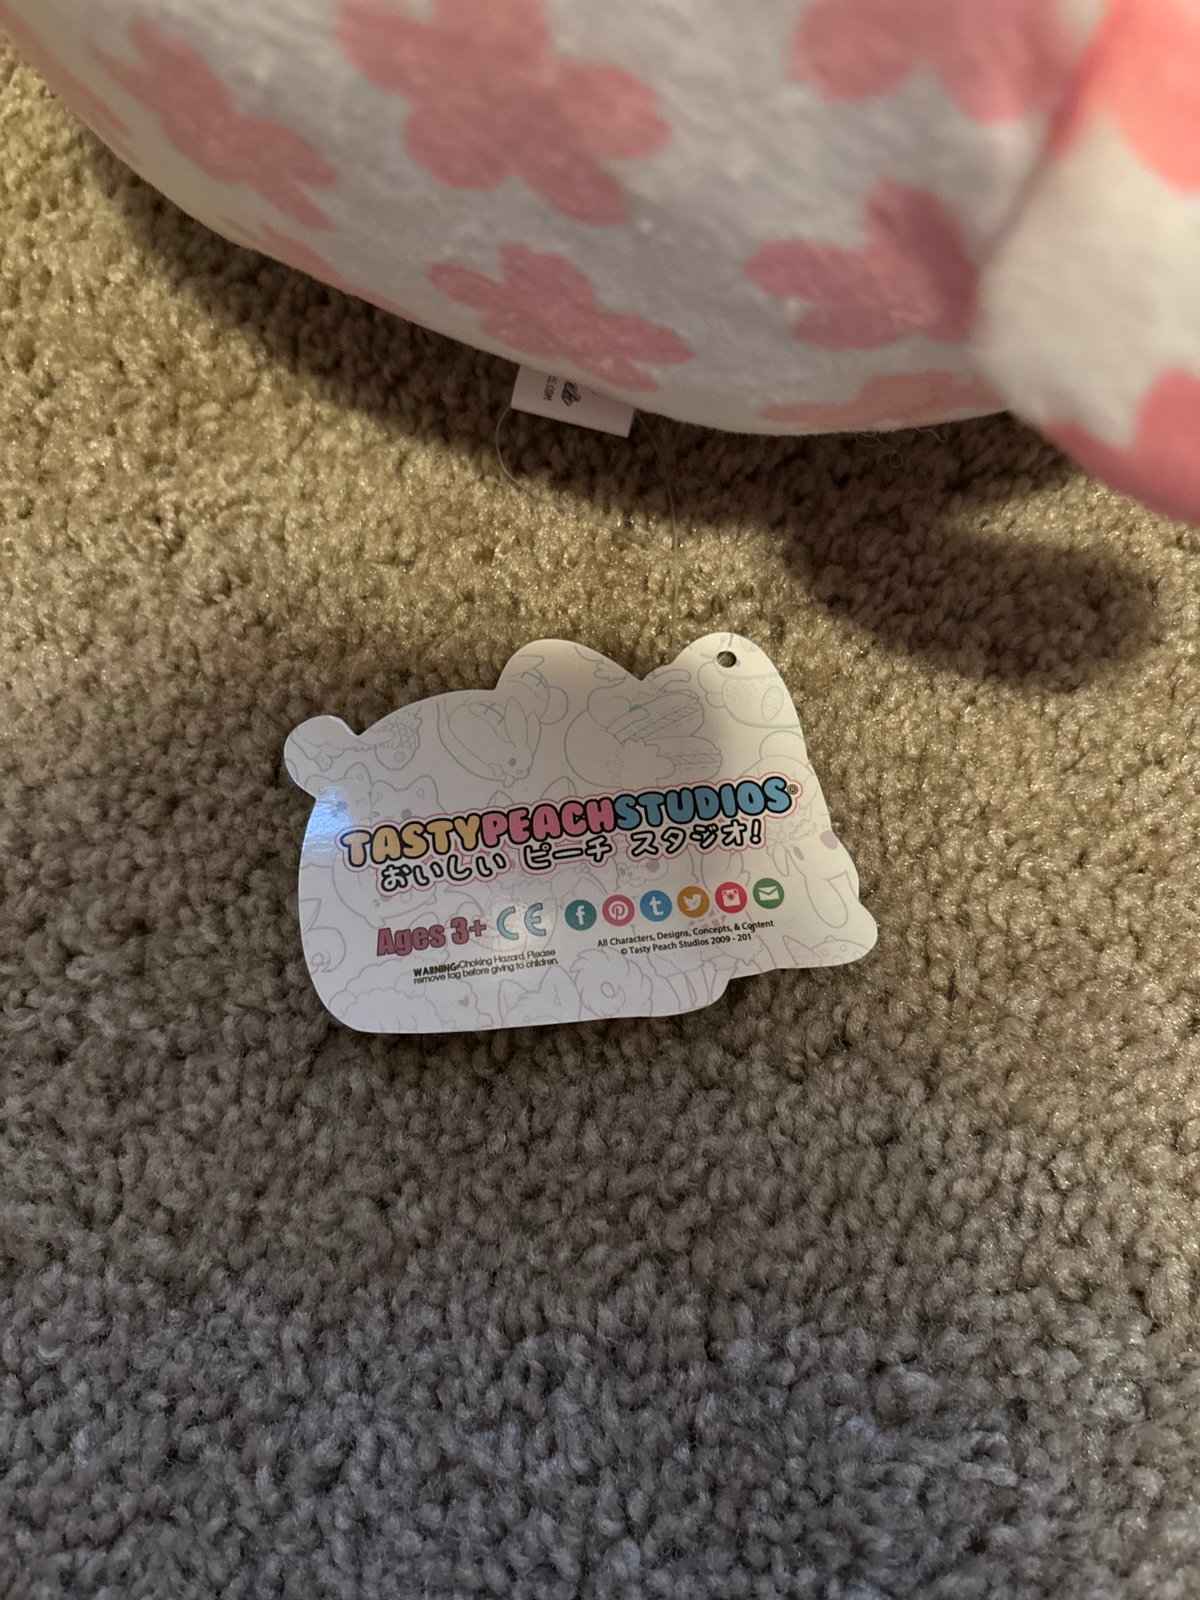 TASTYPEACHSTUDIOS®
おいしい ピーチ スタジオ!
Ages 3+ CE
WARNING:Choking Hazard. Please
remove tag before giving to children.
All Characters, Designs, Concepts, & Content
© Tasty Peach Studios 2009 - 201